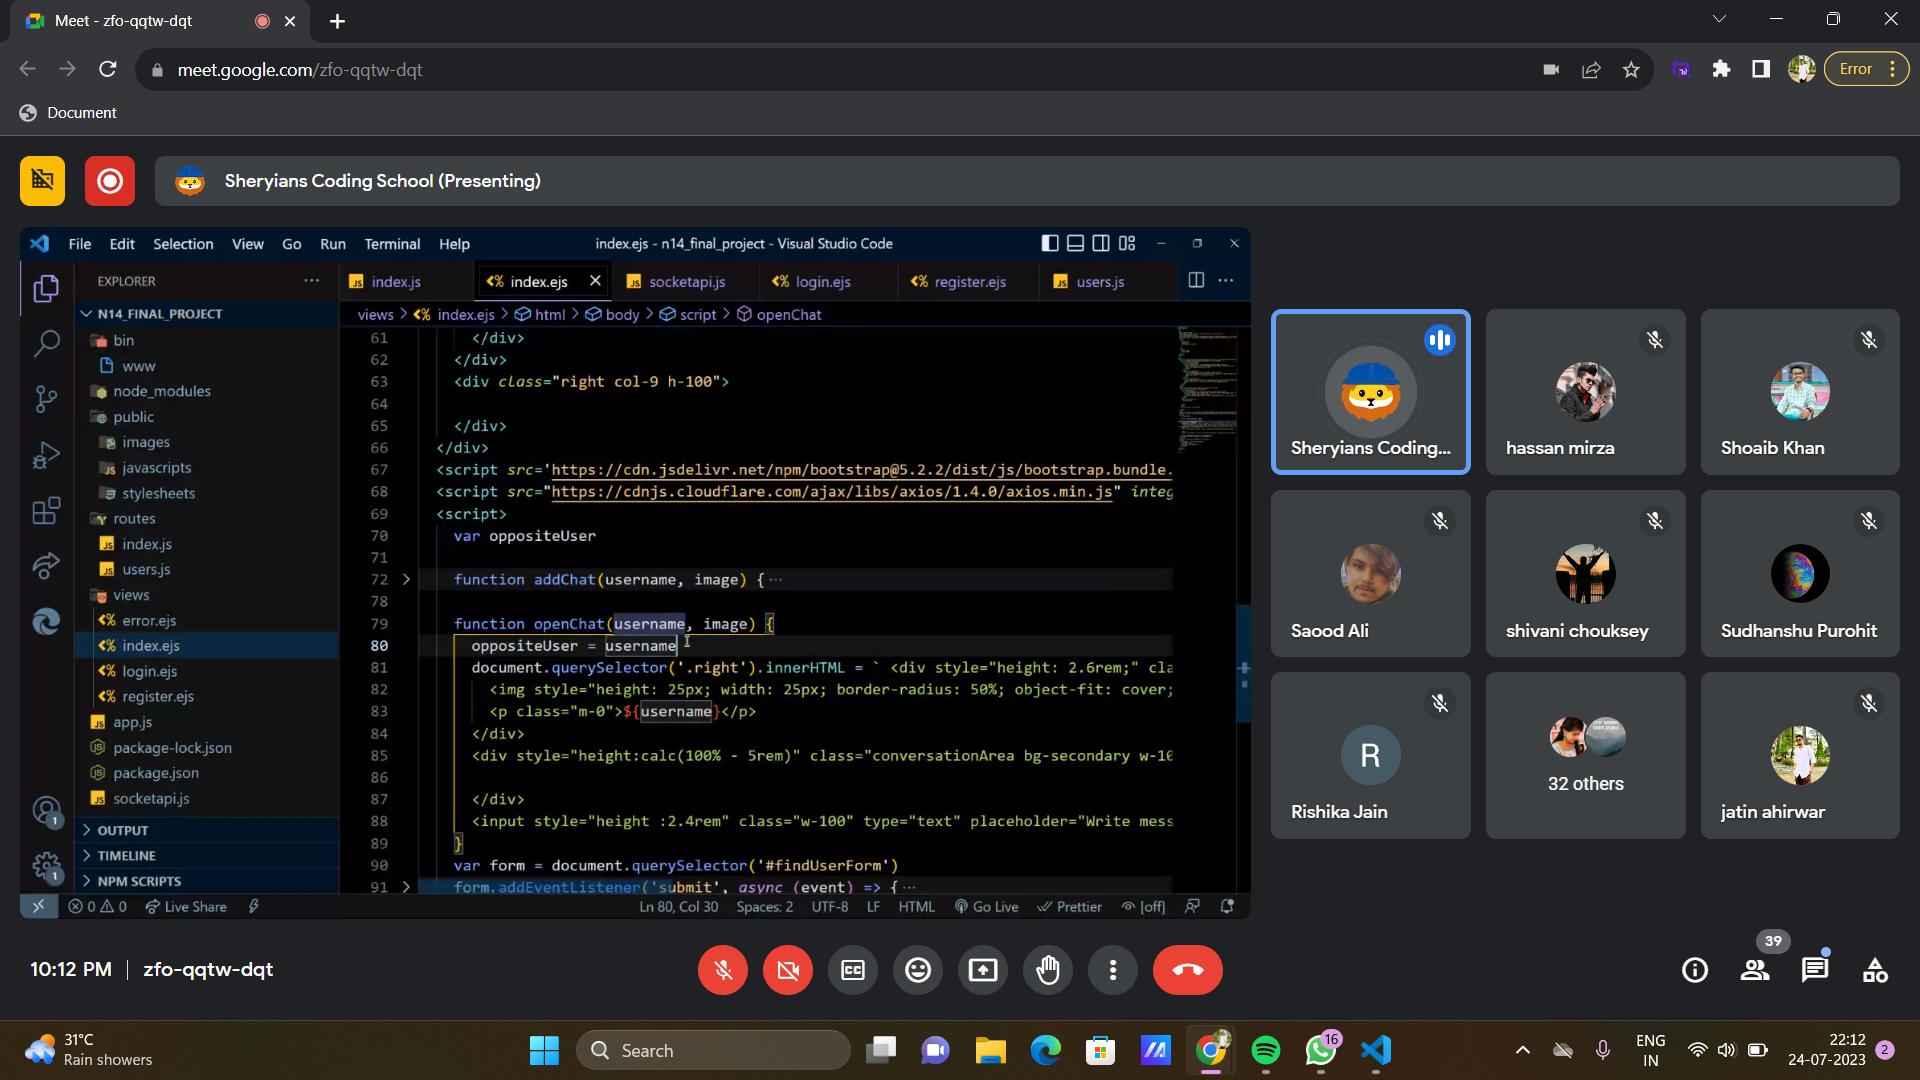 Meet - zfo-qqtw-dqt
meet.google.com/zfo-qqtw-dqt
Error
Document
Sheryians Coding School (Presenting)
File Edit Selection View Go Run Terminal Help
index.ejs - n14_final_project - Visual Studio Code
EXPLORER
index.js
index.ejs
socketapi.js
login.ejs
register.ejs
users.js
views > index.ejs > html > body > script > openChat
N14_FINAL_PROJECT
bin
www
node_modules
public
images
javascripts
stylesheets
routes
index.js
users.js
views
error.ejs
index.ejs
login.ejs
register.ejs
app.js
package-lock.json
package.json
socketapi.js
OUTPUT
TIMELINE
NPM SCRIPTS
61 </div>
62 </div>
63 <div class="right col-9 h-100">
64
65 </div>
66 </div>
67 <script src='https://cdn.jsdelivr.net/npm/bootstrap@5.2.2/dist/js/bootstrap.bundle.
68 <script src="https://cdnjs.cloudflare.com/ajax/libs/axios/1.4.0/axios.min.js" integ
69 <script>
70 var oppositeUser
71
72 function addChat(username, image) {···
78
79 function openChat(username, image) {
80 oppositeUser = username
81 document.querySelector('.right').innerHTML = ` <div style="height: 2.6rem;" cla
82 <img style="height: 25px; width: 25px; border-radius: 50%; object-fit: cover;
83 <p class="m-0">${username}</p>
84 </div>
85 <div style="height:calc(100% - 5rem)" class="conversationArea bg-secondary w-10
86
87 </div>
88 <input style="height :2.4rem" class="w-100" type="text" placeholder="Write mess
89 }
90 var form = document.querySelector('#findUserForm')
91 form.addEventListener('submit', async (event) => {···
1
1
0 0 Live Share
Ln 80, Col 30 Spaces: 2 UTF-8 LF HTML Go Live Prettier [off]
Sheryians Coding...
hassan mirza
Shoaib Khan
Saood Ali
shivani chouksey
Sudhanshu Purohit
R
Rishika Jain
32 others
jatin ahirwar
10:12 PM | zfo-qqtw-dqt
39
31°C
Rain showers
Search
16
ENG
IN
22:12
24-07-2023
2